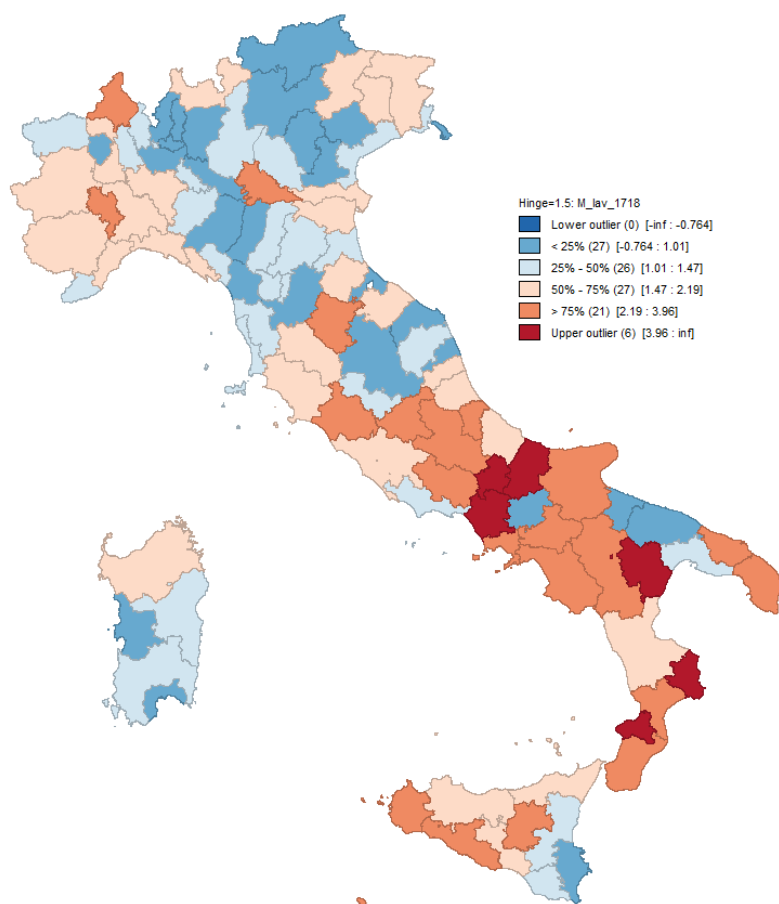 Hinge=1.5: M_lav_1718
Lower outlier (0) [-inf : -0.764]
< 25% (27) [-0.764 : 1.01]
25% - 50% (26) [1.01 : 1.47]
50% - 75% (27) [1.47 : 2.19]
> 75% (21) [2.19 : 3.96]
Upper outlier (6) [3.96 : inf]